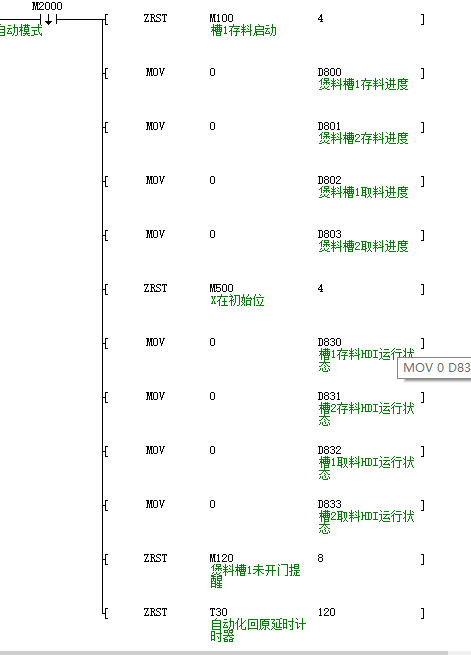 M2000
自动模式
[ ZRST M100 4 ]
槽1存料启动
[ MOV 0 D800 ]
煲料槽1存料进度
[ MOV 0 D801 ]
煲料槽2存料进度
[ MOV 0 D802 ]
煲料槽1取料进度
[ MOV 0 D803 ]
煲料槽2取料进度
[ ZRST M500 4 ]
X在初始位
[ MOV 0 D830 ]
槽1存料HDI运行状
态
MOV 0 D83
[ MOV 0 D831 ]
槽2存料HDI运行状
态
[ MOV 0 D832 ]
槽1取料HDI运行状
态
[ MOV 0 D833 ]
槽2取料HDI运行状
态
[ ZRST M120 8 ]
煲料槽1未开门提
醒
[ ZRST T30 120 ]
自动化回原延时计
时器